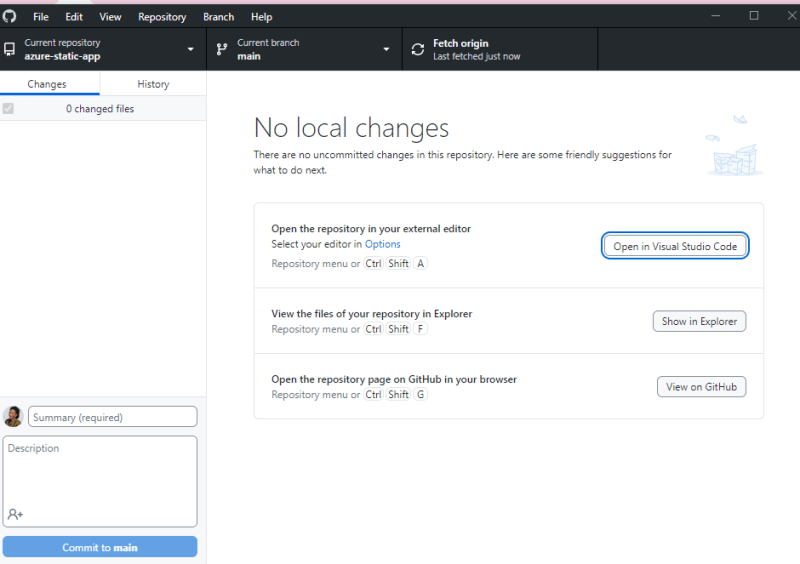 File Edit View Repository Branch Help
Current repository
azure-static-app
Current branch
main
Fetch origin
Last fetched just now
Changes
History
0 changed files
No local changes
There are no uncommitted changes in this repository. Here are some friendly suggestions for
what to do next.
Open the repository in your external editor
Select your editor in Options
Repository menu or Ctrl Shift A
Open in Visual Studio Code
View the files of your repository in Explorer
Repository menu or Ctrl Shift F
Show in Explorer
Open the repository page on GitHub in your browser
Repository menu or Ctrl Shift G
View on GitHub
Summary (required)
Description
Commit to main